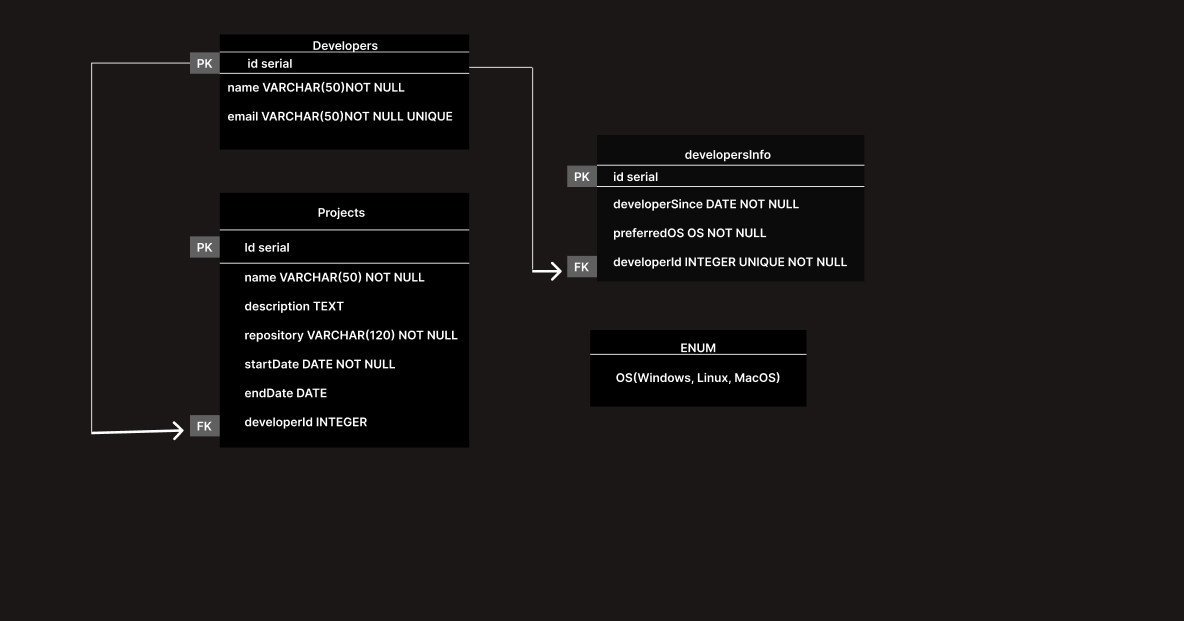 Developers
PK id serial
name VARCHAR(50)NOT NULL
email VARCHAR(50)NOT NULL UNIQUE
Projects
PK Id serial
name VARCHAR(50) NOT NULL
description TEXT
repository VARCHAR(120) NOT NULL
startDate DATE NOT NULL
endDate DATE
FK developerId INTEGER
developersInfo
PK id serial
developerSince DATE NOT NULL
preferredOS OS NOT NULL
FK developerId INTEGER UNIQUE NOT NULL
ENUM
OS(Windows, Linux, MacOS)